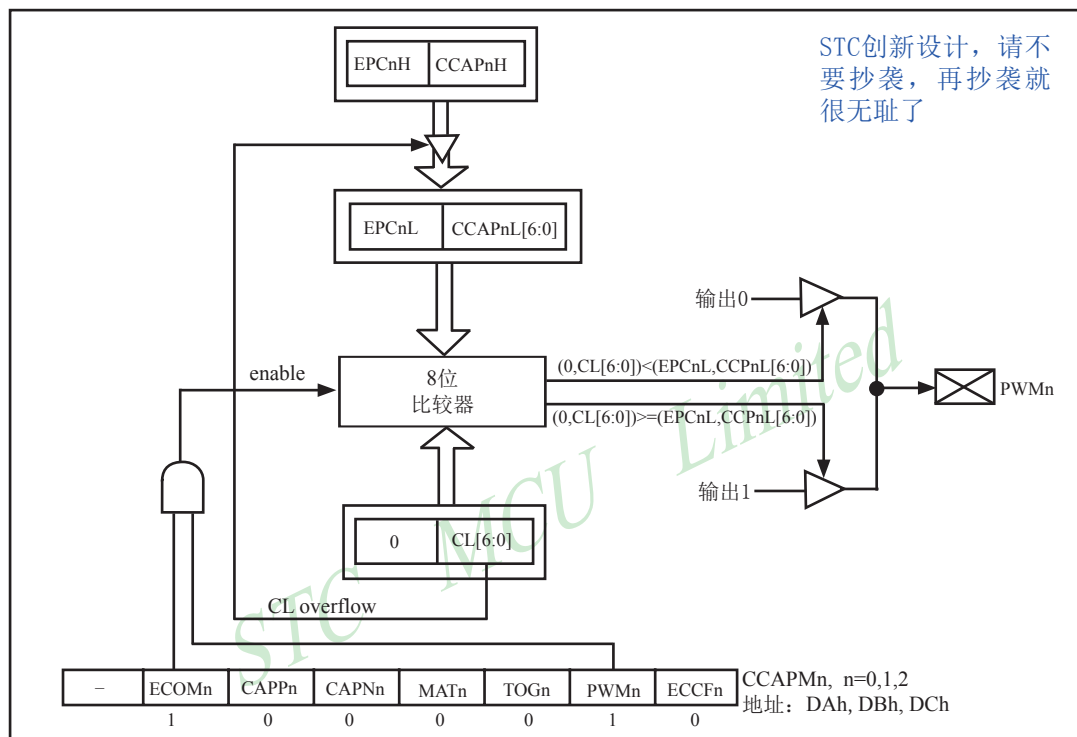 STC创新设计，请不
要抄袭，再抄袭就
很无耻了
EPCnH CCAPnH
EPCnL CCAPnL[6:0]
输出0
enable
8位
比较器
(0,CL[6:0])<(EPCnL,CCPnL[6:0])
(0,CL[6:0])>=(EPCnL,CCPnL[6:0])
PWMn
输出1
0 CL[6:0]
CL overflow
STC MCU Limited
– ECOMn CAPPn CAPNn MATn TOGn PWMn ECCFn
CCAPMn, n=0,1,2
地址：DAh, DBh, DCh
1 0 0 0 0 1 0